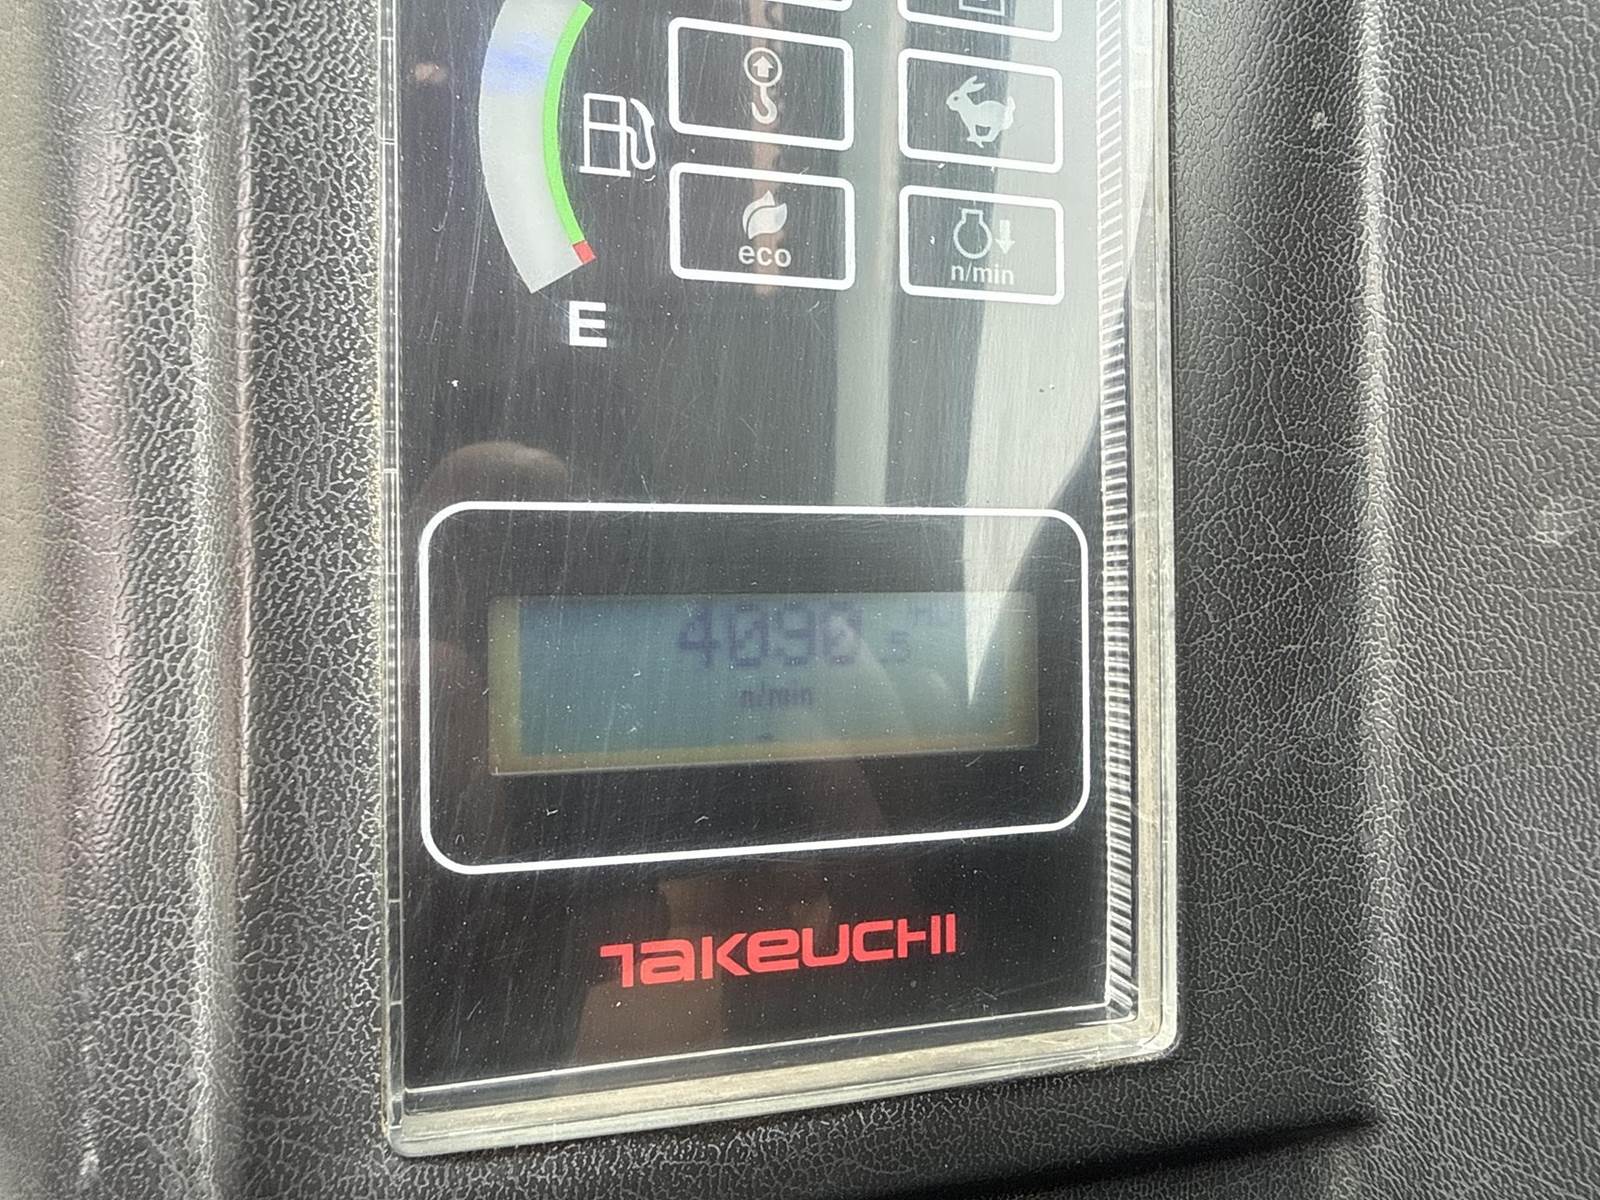 eco
n/min
E
4090.5
n/min
TAKEUCHI